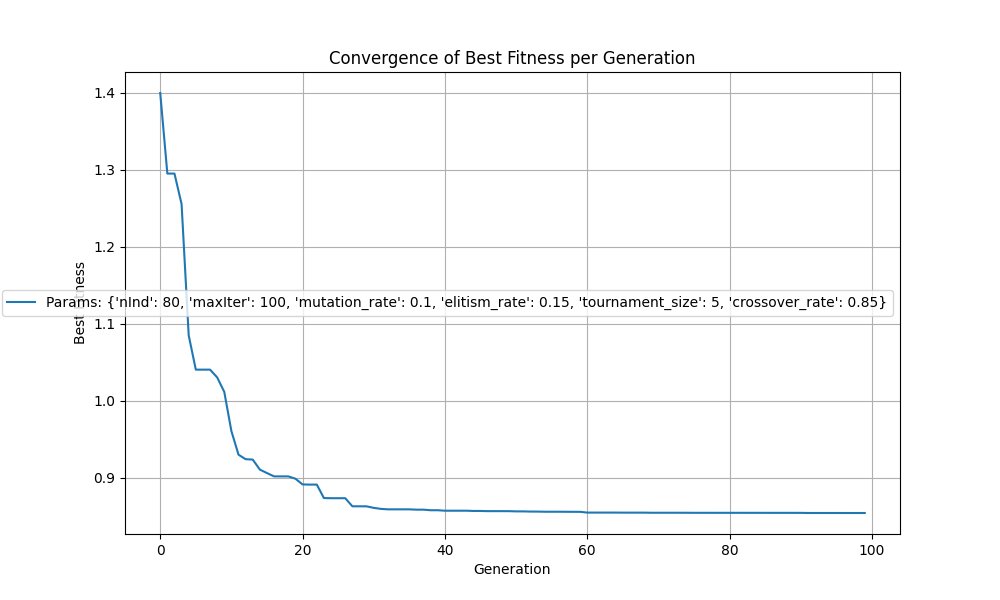 Convergence of Best Fitness per Generation
1.4
1.3
1.2
1.1
1.0
0.9
Best
Params: {'nInd': 80, 'maxIter': 100, 'mutation_rate': 0.1, 'elitism_rate': 0.15, 'tournament_size': 5, 'crossover_rate': 0.85}
0 20 40 60 80 100
Generation